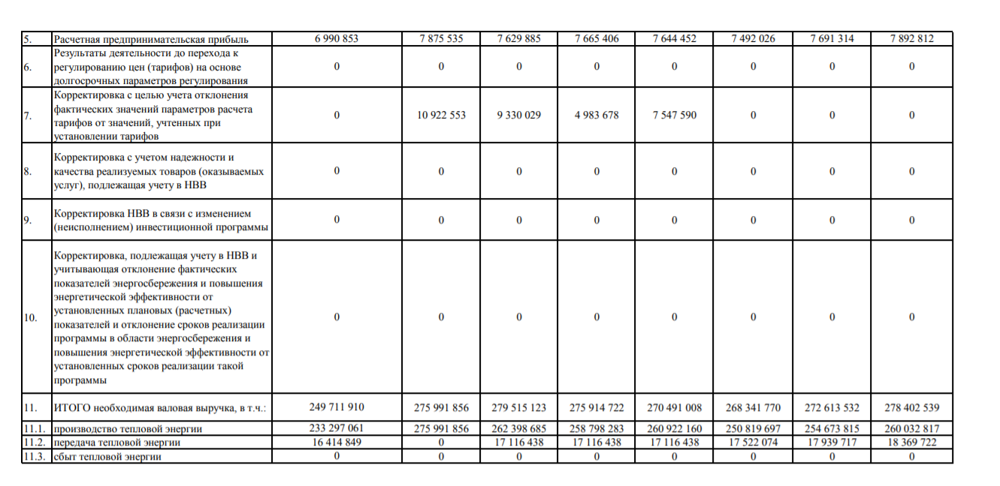 5. Расчетная предпринимательская прибыль 6 990 853 7 875 535 7 629 885 7 665 406 7 644 452 7 492 026 7 691 314 7 892 812
Результаты деятельности до перехода к
6. регулированию цен (тарифов) на основе 0 0 0 0 0 0 0 0
долгосрочных параметров регулирования
Корректировка с целью учета отклонения
фактических значений параметров расчета
7. тарифов от значений, учтенных при 0 10 922 553 9 330 029 4 983 678 7 547 590 0 0 0
установлении тарифов
Корректировка с учетом надежности и
8. качества реализуемых товаров (оказываемых 0 0 0 0 0 0 0 0
услуг), подлежащая учету в НВВ
9. Корректировка НВВ в связи с изменением 0 0 0 0 0 0 0 0
(неисполнением) инвестиционной программы
Корректировка, подлежащая учету в НВВ и
учитывающая отклонение фактических
показателей энергосбережения и повышения
энергетической эффективности от
установленных плановых (расчетных)
10. показателей и отклонение сроков реализации 0 0 0 0 0 0 0 0
программы в области энергосбережения и
повышения энергетической эффективности от
установленных сроков реализации такой
программы
11. ИТОГО необходимая валовая выручка, в т.ч.: 249 711 910 275 991 856 279 515 123 275 914 722 270 491 008 268 341 770 272 613 532 278 402 539
11.1. производство тепловой энергии 233 297 061 275 991 856 262 398 685 258 798 283 260 922 160 250 819 697 254 673 815 260 032 817
11.2. передача тепловой энергии 16 414 849 0 17 116 438 17 116 438 17 116 438 17 522 074 17 939 717 18 369 722
11.3. сбыт тепловой энергии 0 0 0 0 0 0 0 0